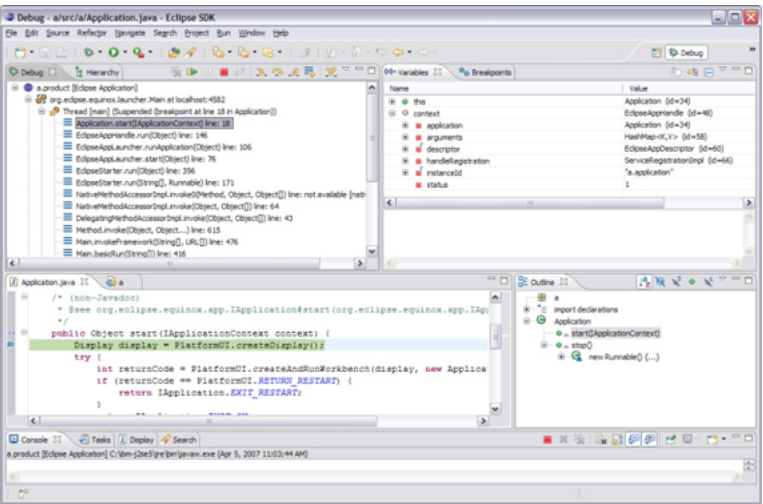 Debug - a/src/a/Application.java - Eclipse SDK
File Edit Source Refactor Navigate Search Project Run Window Help
Debug
Debug Hierarchy
a.product [Eclipse Application]
org.eclipse.equinox.launcher.Main at localhost:4582
Thread [main] (Suspended (breakpoint at line 18 in Application))
Application.start(IApplicationContext) line: 18
EclipseAppHandle.run(Object) line: 146
EclipseAppLauncher.runApplication(Object) line: 106
EclipseAppLauncher.start(Object) line: 76
EclipseStarter.run(Object) line: 356
EclipseStarter.run(String[], Runnable) line: 171
NativeMethodAccessorImpl.invoke0(Method, Object, Object[]) line: not available [nati
NativeMethodAccessorImpl.invoke(Object, Object[]) line: 64
DelegatingMethodAccessorImpl.invoke(Object, Object[]) line: 43
Method.invoke(Object, Object...) line: 615
Main.invokeFramework(String[], URL[]) line: 476
Main.basicRun(String[]) line: 416
Variables Breakpoints
Name Value
this Application (id=34)
context EclipseAppHandle (id=48)
application Application (id=34)
arguments HashMap<K,V> (id=58)
descriptor EclipseAppDescriptor (id=60)
handleRegistration ServiceRegistrationImpl (id=66)
instanceId "a.application"
status 1
Application.java a
/* (non-Javadoc)
* @see org.eclipse.equinox.app.IApplication#start(org.eclipse.equinox.app.IAp
*/
public Object start(IApplicationContext context) {
Display display = PlatformUI.createDisplay();
try {
int returnCode = PlatformUI.createAndRunWorkbench(display, new Applica
if (returnCode == PlatformUI.RETURN_RESTART) {
return IApplication.EXIT_RESTART;
}
Outline
a
import declarations
Application
start(IApplicationContext)
stop()
new Runnable() {...}
Console Tasks Display Search
a.product [Eclipse Application] C:\ibm-j2se5\jre\bin\javaw.exe (Apr 5, 2007 11:03:44 AM)